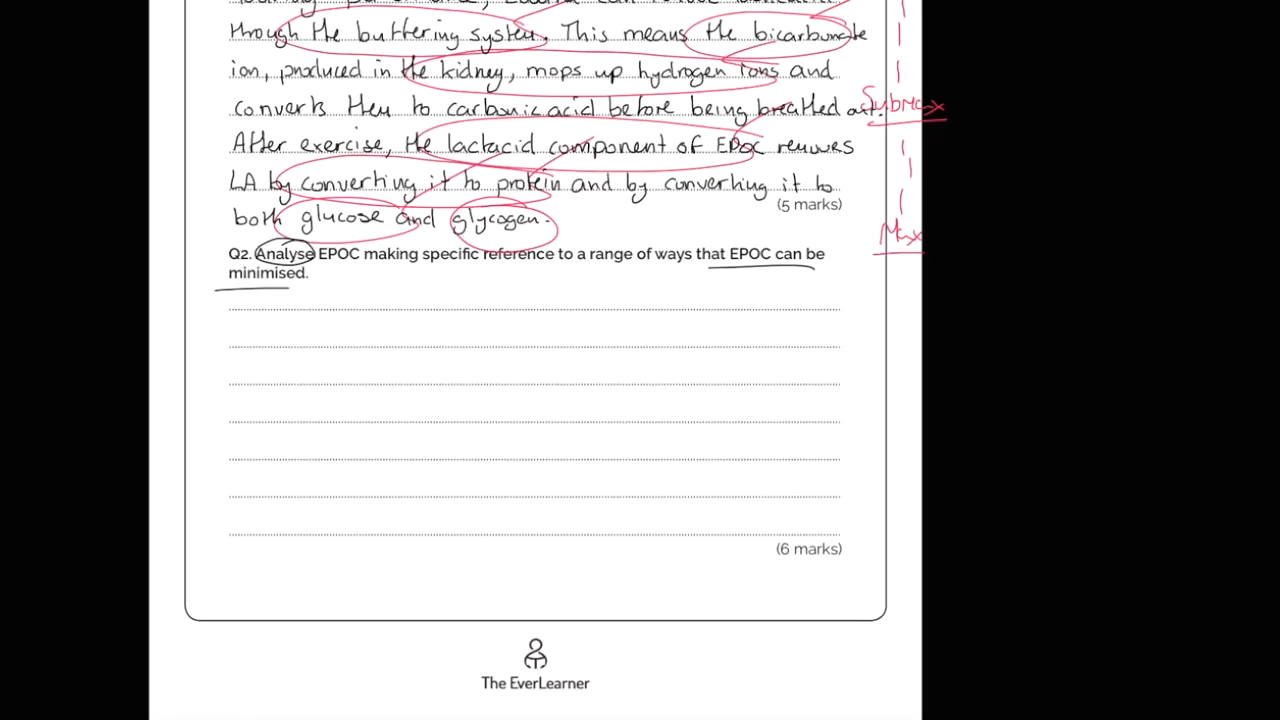 through the buffering system. This means the bicarbonate
ion, produced in the kidney, mops up hydrogen ions and
converts them to carbonic acid before being breathed out.
Submax
After exercise, the lactacid component of EPOC removes
LA by converting it to protein and by converting it to
(5 marks)
both glucose and glycogen.
Max
Q2. Analyse EPOC making specific reference to a range of ways that EPOC can be
minimised.
(6 marks)
The EverLearner